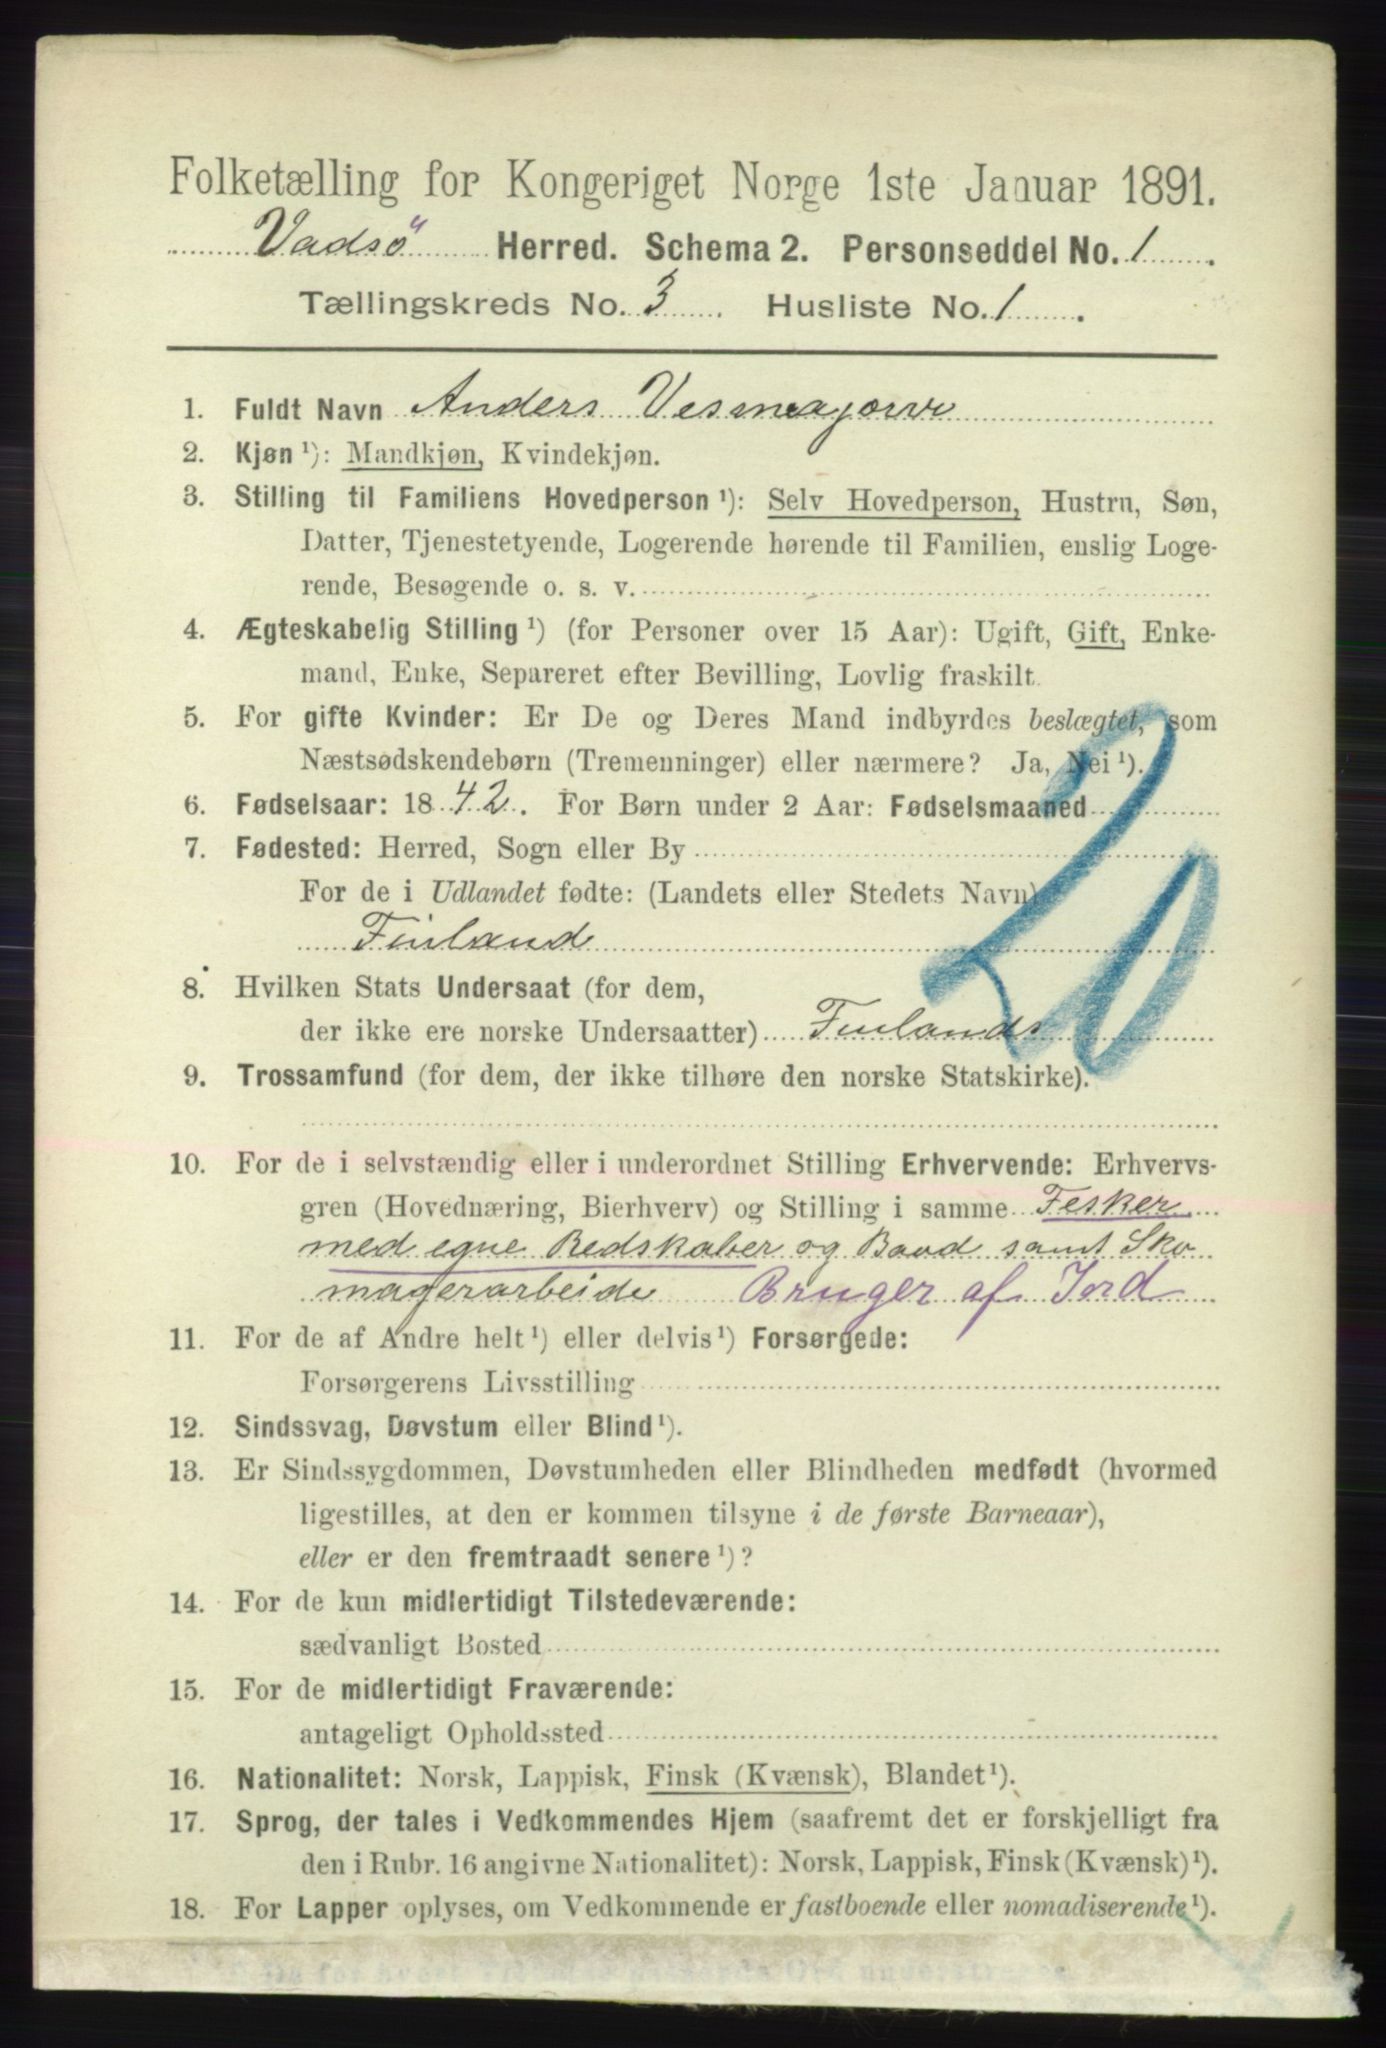 Folketælling for Kongeriget Norge 1ste Januar 1891.
Vadsö Herred. Schema 2. Personseddel No. 1.
Tællingskreds No. 3 Husliste No. 1.
1. Fuldt Navn Anders Vesmajærvi
2. Kjøn ¹): Mandkjøn, Kvindekjøn.
3. Stilling til Familiens Hovedperson ¹): Selv Hovedperson, Hustru, Søn,
Datter, Tjenestetyende, Logerende hørende til Familien, enslig Loge-
rende, Besøgende o. s. v.
4. Ægteskabelig Stilling ¹) (for Personer over 15 Aar): Ugift, Gift, Enke-
mand, Enke, Separeret efter Bevilling, Lovlig fraskilt.
5. For gifte Kvinder: Er De og Deres Mand indbyrdes beslægtet, som
Næstsødskendebørn (Tremenninger) eller nærmere? Ja, Nei ¹).
6. Fødselsaar: 1842. For Børn under 2 Aar: Fødselsmaaned
7. Fødested: Herred, Sogn eller By
For de i Udlandet fødte: (Landets eller Stedets Navn)
Finland
20
8. Hvilken Stats Undersaat (for dem,
der ikke ere norske Undersaatter) Finlands
9. Trossamfund (for dem, der ikke tilhøre den norske Statskirke).
10. For de i selvstændig eller i underordnet Stilling Erhvervende: Erhvervs-
gren (Hovednæring, Bierhverv) og Stilling i samme Fesker
med egne Redskaber og Baad samt Sko
magerarbeide Bruger af Jord
11. For de af Andre helt ¹) eller delvis ¹) Forsørgede:
Forsørgerens Livsstilling
12. Sindssvag, Døvstum eller Blind ¹).
13. Er Sindssygdommen, Døvstumheden eller Blindheden medfødt (hvormed
ligestilles, at den er kommen tilsyne i de første Barneaar),
eller er den fremtraadt senere ¹)?
14. For de kun midlertidigt Tilstedeværende:
sædvanligt Bosted
15. For de midlertidigt Fraværende:
antageligt Opholdssted
16. Nationalitet: Norsk, Lappisk, Finsk (Kvænsk), Blandet ¹).
17. Sprog, der tales i Vedkommendes Hjem (saafremt det er forskjelligt fra
den i Rubr. 16 angivne Nationalitet): Norsk, Lappisk, Finsk (Kvænsk) ¹).
18. For Lapper oplyses, om Vedkommende er fastboende eller nomadiserende ¹).